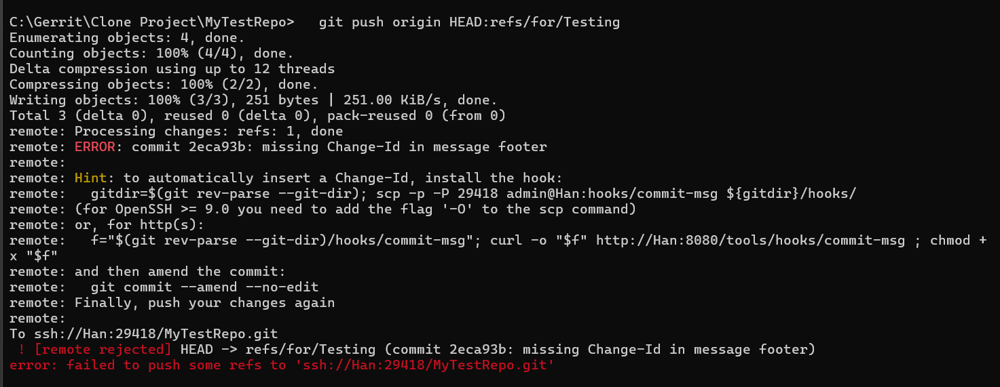 C:\Gerrit\Clone Project\MyTestRepo>   git push origin HEAD:refs/for/Testing
Enumerating objects: 4, done.
Counting objects: 100% (4/4), done.
Delta compression using up to 12 threads
Compressing objects: 100% (2/2), done.
Writing objects: 100% (3/3), 251 bytes | 251.00 KiB/s, done.
Total 3 (delta 0), reused 0 (delta 0), pack-reused 0 (from 0)
remote: Processing changes: refs: 1, done
remote: ERROR: commit 2eca93b: missing Change-Id in message footer
remote:
remote: Hint: to automatically insert a Change-Id, install the hook:
remote:   gitdir=$(git rev-parse --git-dir); scp -p -P 29418 admin@Han:hooks/commit-msg ${gitdir}/hooks/
remote: (for OpenSSH >= 9.0 you need to add the flag '-O' to the scp command)
remote: or, for http(s):
remote:   f="$(git rev-parse --git-dir)/hooks/commit-msg"; curl -o "$f" http://Han:8080/tools/hooks/commit-msg ; chmod +
x "$f"
remote: and then amend the commit:
remote:   git commit --amend --no-edit
remote: Finally, push your changes again
remote:
To ssh://Han:29418/MyTestRepo.git
 ! [remote rejected] HEAD -> refs/for/Testing (commit 2eca93b: missing Change-Id in message footer)
error: failed to push some refs to 'ssh://Han:29418/MyTestRepo.git'